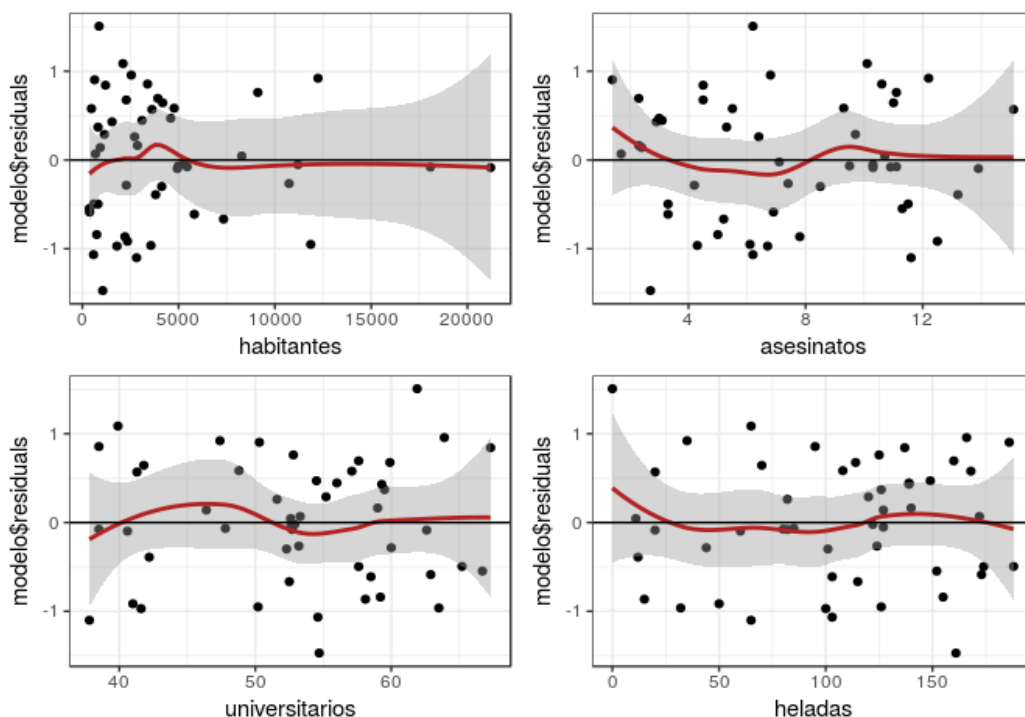 modelo$residuals
1
0
-1
0 5000 10000 15000 20000
habitantes
modelo$residuals
1
0
-1
4 8 12
asesinatos
modelo$residuals
1
0
-1
40 50 60
universitarios
modelo$residuals
1
0
-1
0 50 100 150
heladas